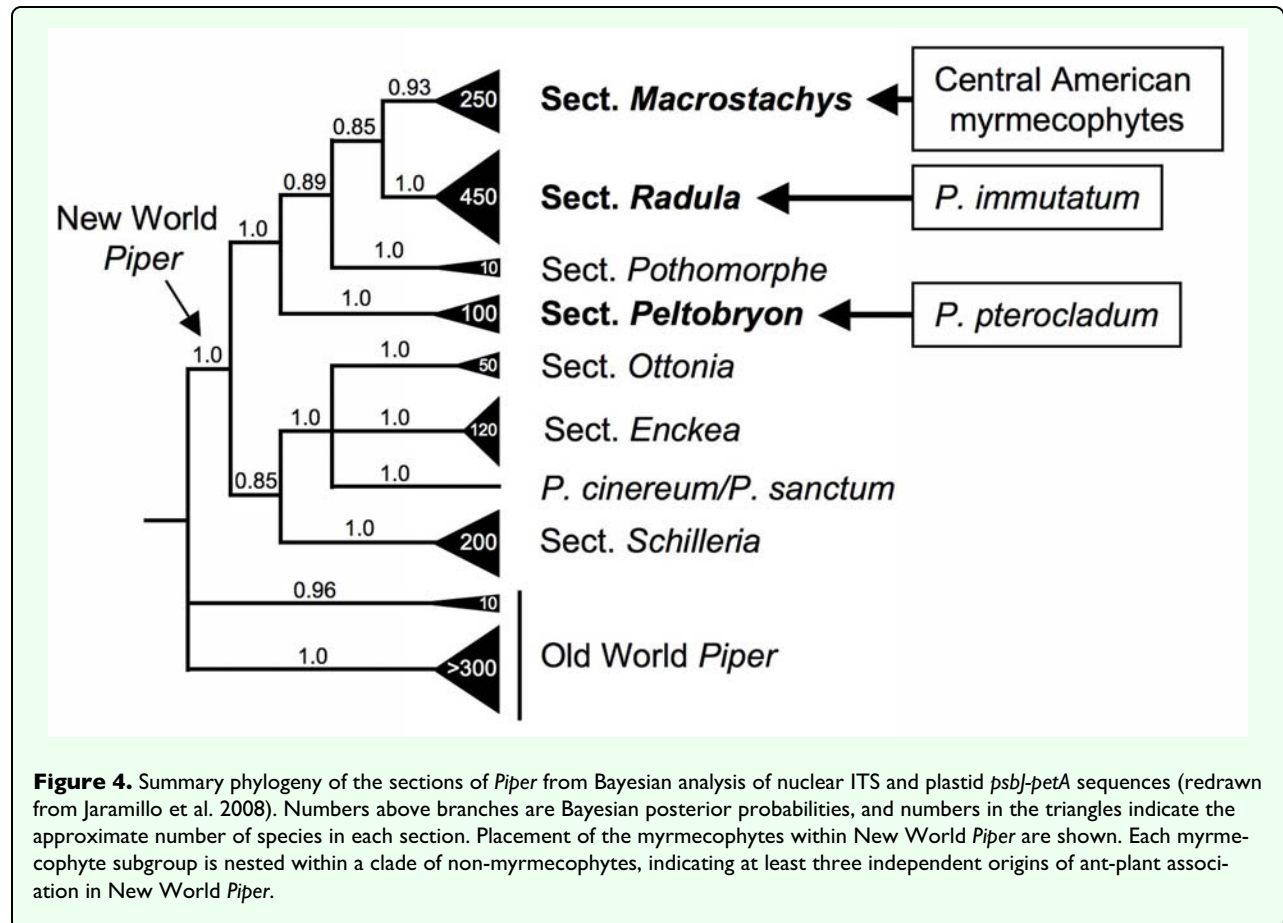 0.93
250
Sect. Macrostachys
Central American
myrmecophytes
0.85
1.0
450
Sect. Radula
P. immutatum
0.89
New World
Piper
1.0
1.0
10
Sect. Pothomorphe
1.0
100
Sect. Peltobryon
P. pterocladum
1.0
1.0
50
Sect. Ottonia
1.0
1.0
120
Sect. Enckea
0.85
1.0
P. cinereum/P. sanctum
1.0
200
Sect. Schilleria
0.96
10
Old World Piper
1.0
>300
Figure 4. Summary phylogeny of the sections of Piper from Bayesian analysis of nuclear ITS and plastid psbJ-petA sequences (redrawn
from Jaramillo et al. 2008). Numbers above branches are Bayesian posterior probabilities, and numbers in the triangles indicate the
approximate number of species in each section. Placement of the myrmecophytes within New World Piper are shown. Each myrme-
cophyte subgroup is nested within a clade of non-myrmecophytes, indicating at least three independent origins of ant-plant associ-
ation in New World Piper.